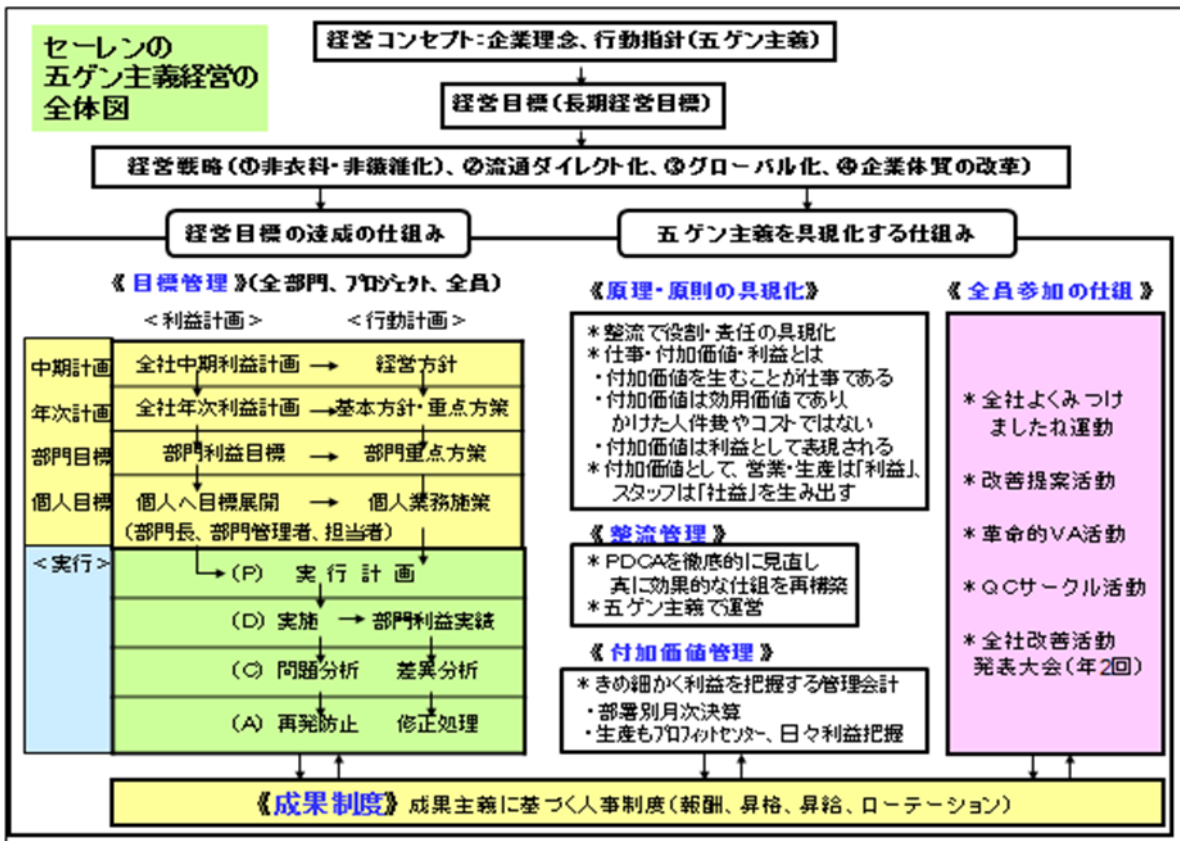 セーレンの
五ゲン主義経営の
全体図
経営コンセプト:企業理念、行動指針(五ゲン主義)
経営目標(長期経営目標)
経営戦略(①非衣料・非繊維化)、②流通ダイレクト化、③グローバル化、④企業体質の改革)
経営目標の達成の仕組み
五ゲン主義を具現化する仕組み
《目標管理》(全部門、プロジェクト、全員)
<利益計画> <行動計画>
中期計画 全社中期利益計画 → 経営方針
年次計画 全社年次利益計画 → 基本方針・重点方策
部門目標 部門利益目標 → 部門重点方策
個人目標 個人へ目標展開 → 個人業務施策
(部門長、部門管理者、担当者)
<実行>
(P) 実行計画
(D) 実施 → 部門利益実績
(C) 問題分析 差異分析
(A) 再発防止 修正処理
《原理・原則の具現化》
*整流で役割・責任の具現化
*仕事・付加価値・利益とは
・付加価値を生むことが仕事である
・付加価値は効用価値であり、
かけた人件費やコストではない
・付加価値は利益として表現される
*付加価値として、営業・生産は「利益」、
スタッフは「社益」を生み出す
《整流管理》
*PDCAを徹底的に見直し
真に効果的な仕組を再構築
*五ゲン主義で運営
《付加価値管理》
*きめ細かく利益を把握する管理会計
・部署別月次決算
・生産もプロフィットセンター、日々利益把握
《全員参加の仕組》
*全社よくみつけ
ましたね運動
*改善提案活動
*革命的VA活動
*QCサークル活動
*全社改善活動
発表大会(年2回)
《成果制度》成果主義に基づく人事制度(報酬、昇格、昇給、ローテーション)